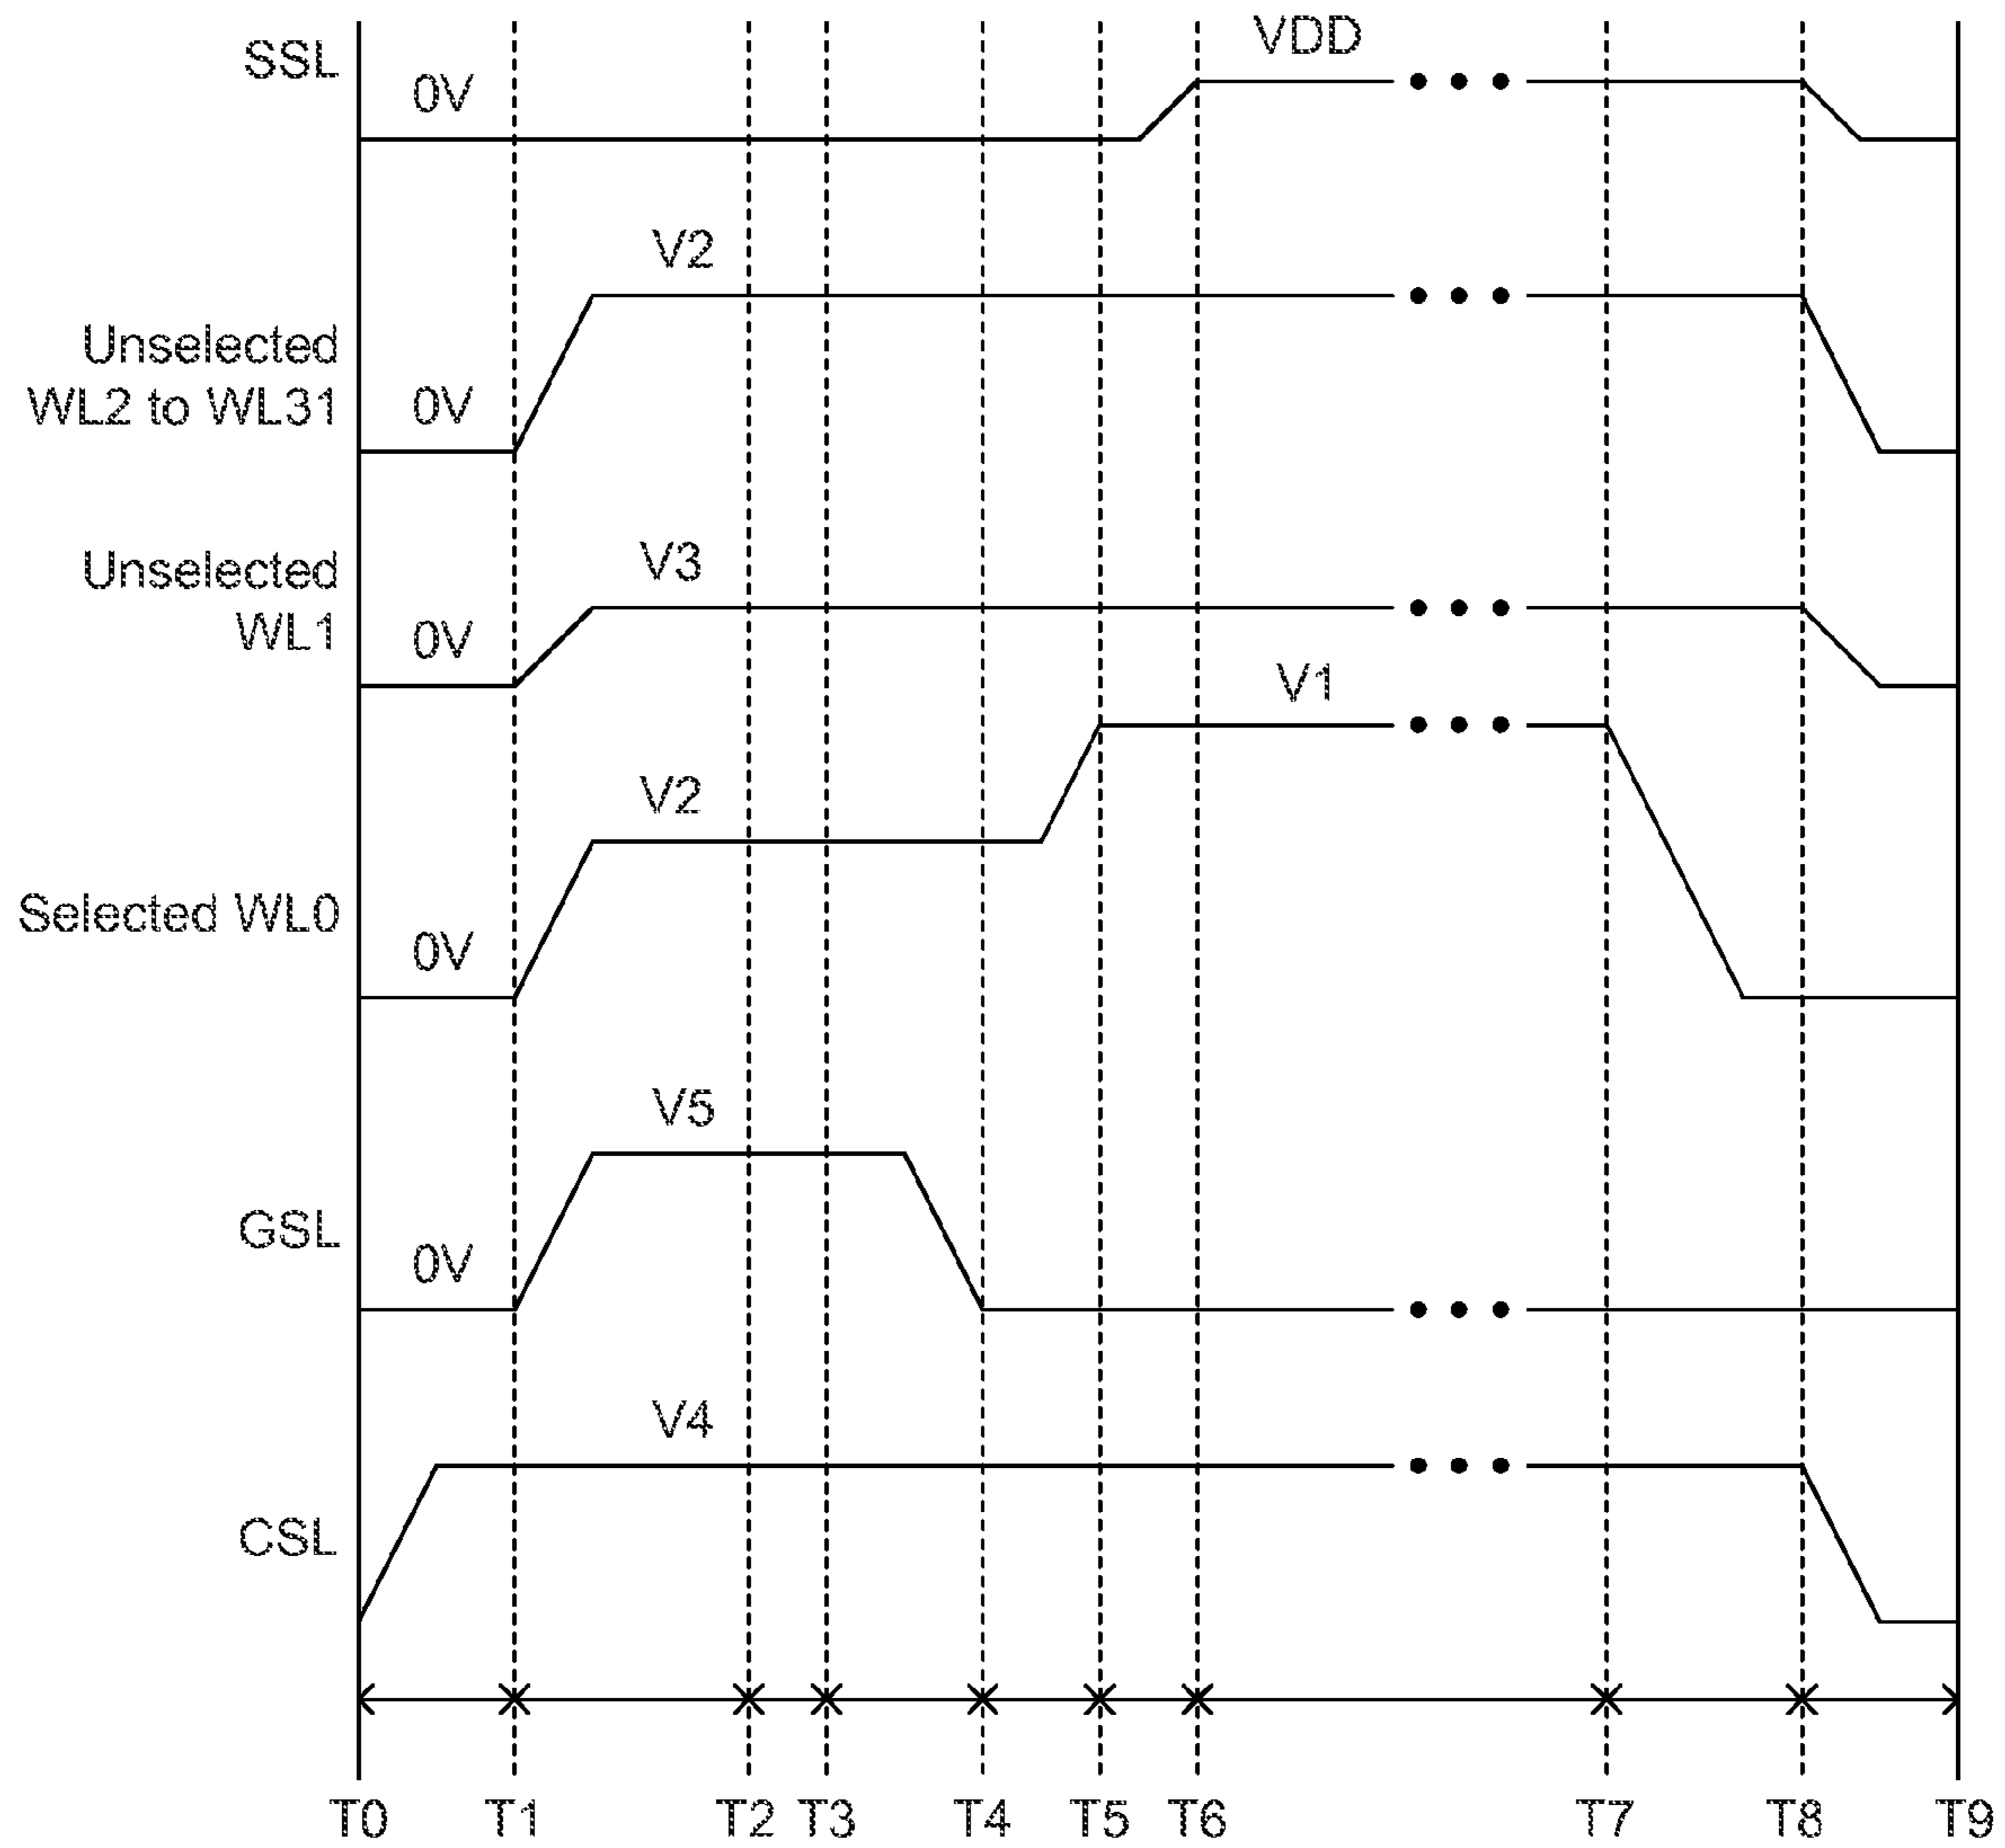 VDD
SSL
0V
V2
Unselected
WL2 to WL31
0V
V3
Unselected
WL1
0V
V1
V2
Selected WL0
0V
V5
GSL
0V
V4
CSL
T0 T1 T2 T3 T4 T5 T6 T7 T8 T9